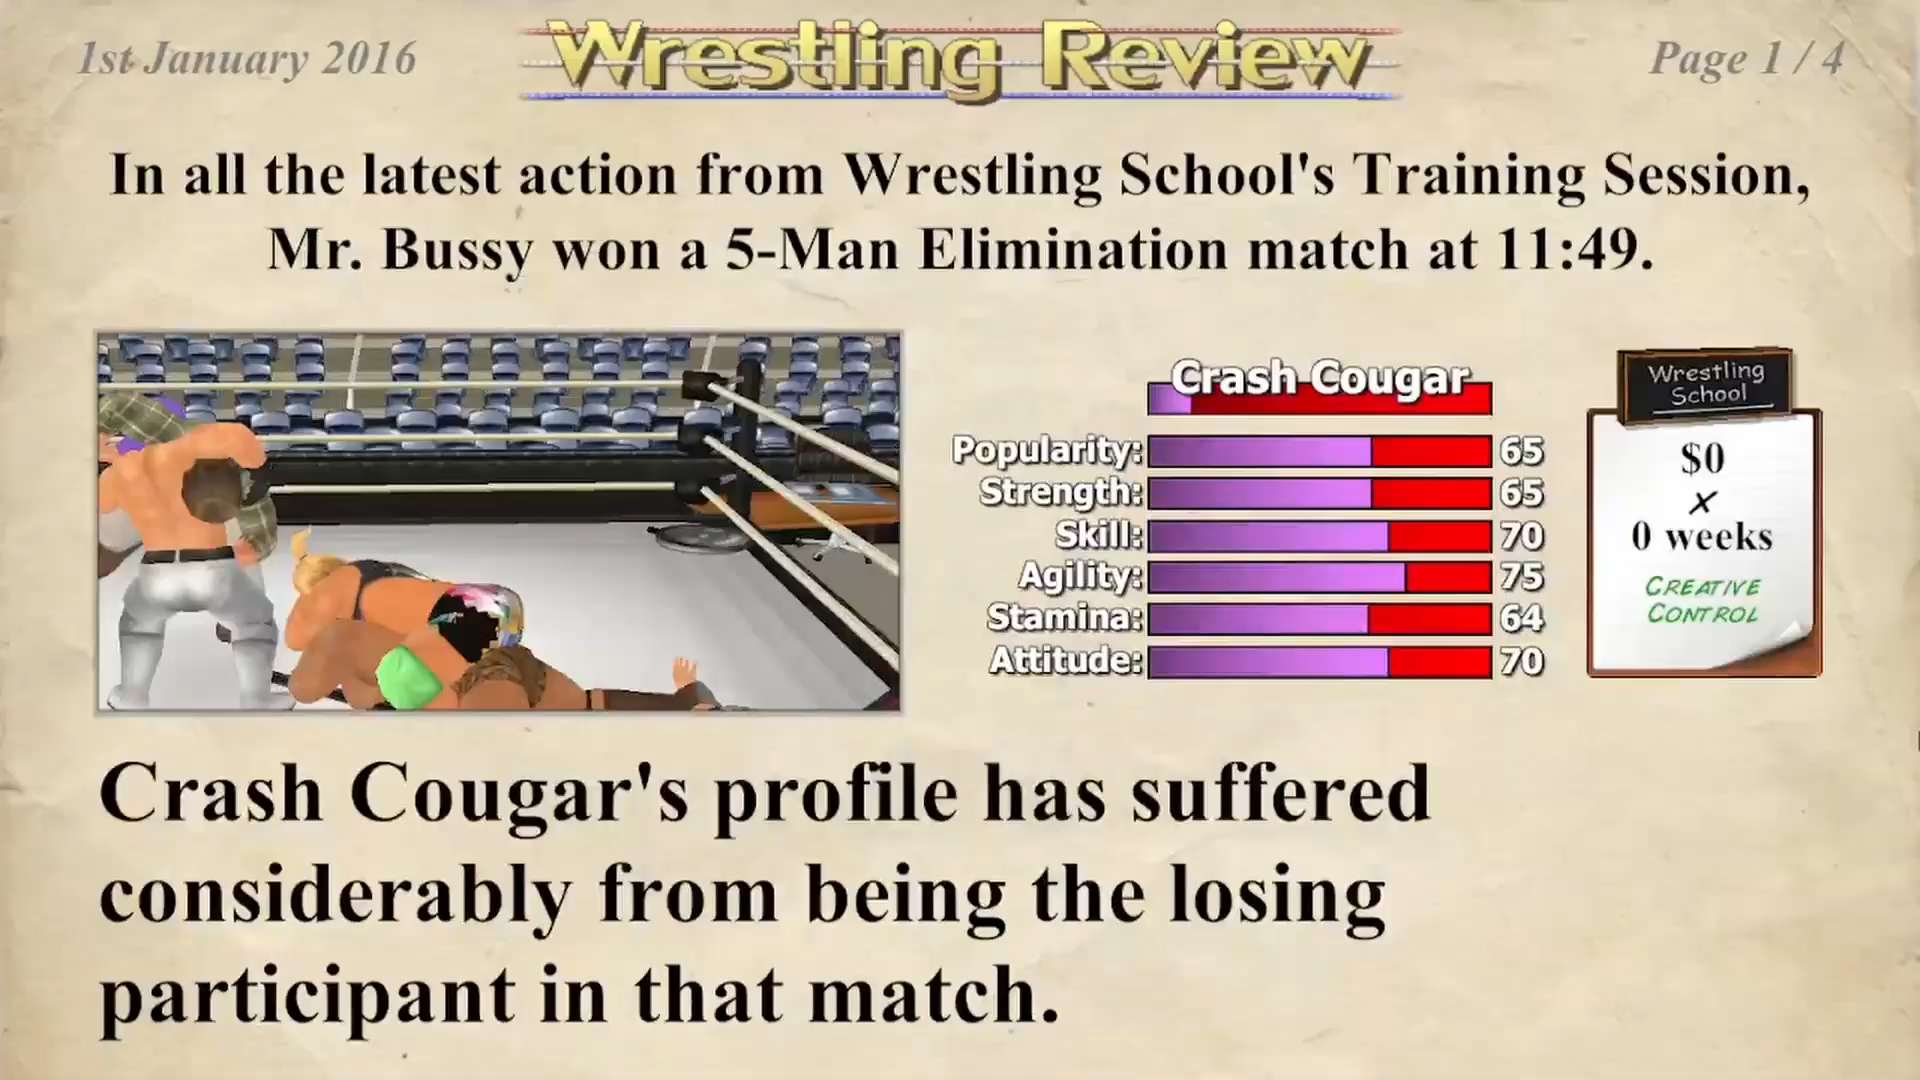 1st January 2016
Wrestling Review
Page 1 / 4
In all the latest action from Wrestling School's Training Session,
Mr. Bussy won a 5-Man Elimination match at 11:49.
Crash Cougar
Popularity: 65
Strength: 65
Skill: 70
Agility: 75
Stamina: 64
Attitude: 70
Wrestling
School
$0
x
0 weeks
CREATIVE
CONTROL
Crash Cougar's profile has suffered
considerably from being the losing
participant in that match.